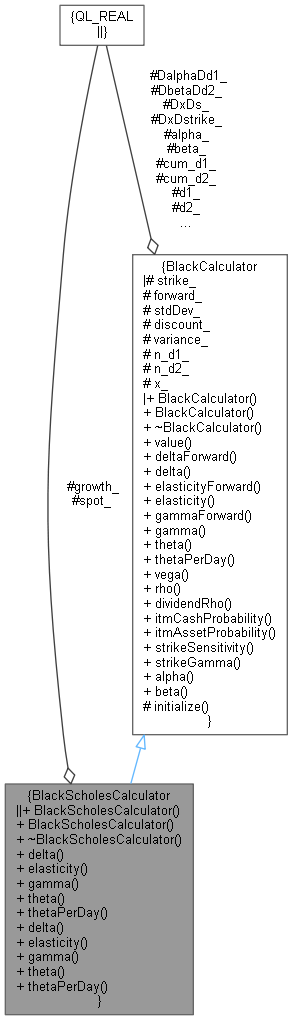 {QL_REAL
||}
#DalphaDd1_
#DbetaDd2_
#DxDs_
#DxDstrike_
#alpha_
#beta_
#cum_d1_
#cum_d2_
#d1_
#d2_
...
{BlackCalculator
|# strike_
# forward_
# stdDev_
# discount_
# variance_
# n_d1_
# n_d2_
# x_
|+ BlackCalculator()
+ BlackCalculator()
+ ~BlackCalculator()
+ value()
+ deltaForward()
+ delta()
+ elasticityForward()
+ elasticity()
+ gammaForward()
+ gamma()
+ theta()
+ thetaPerDay()
+ vega()
+ rho()
+ dividendRho()
+ itmCashProbability()
+ itmAssetProbability()
+ strikeSensitivity()
+ strikeGamma()
+ alpha()
+ beta()
# initialize()
}
#growth_
#spot_
{BlackScholesCalculator
||+ BlackScholesCalculator()
+ BlackScholesCalculator()
+ ~BlackScholesCalculator()
+ delta()
+ elasticity()
+ gamma()
+ theta()
+ thetaPerDay()
+ delta()
+ elasticity()
+ gamma()
+ theta()
+ thetaPerDay()
}